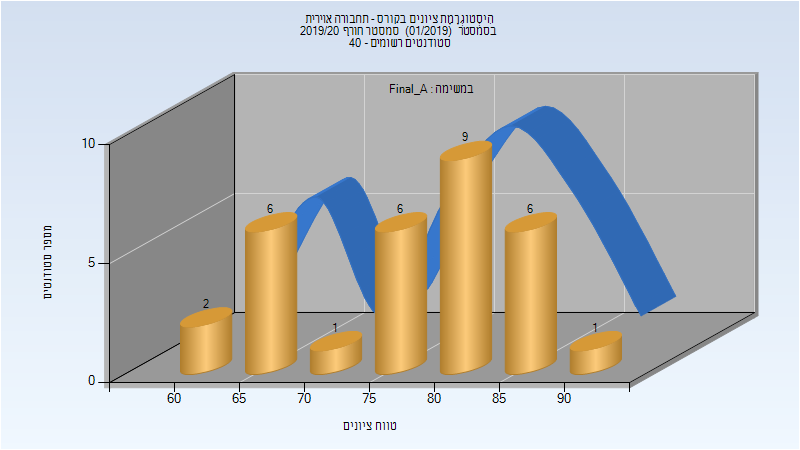 היסטוגרמת ציונים בקורס - תחבורה אוירית
בסמסטר (01/2019) סמסטר חורף 2019/20
סטודנטים רשומים - 40
במשימה : Final_A
10
5
0
מספר סטודנטים
2
6
1
6
9
6
1
60 65 70 75 80 85 90
טווח ציונים